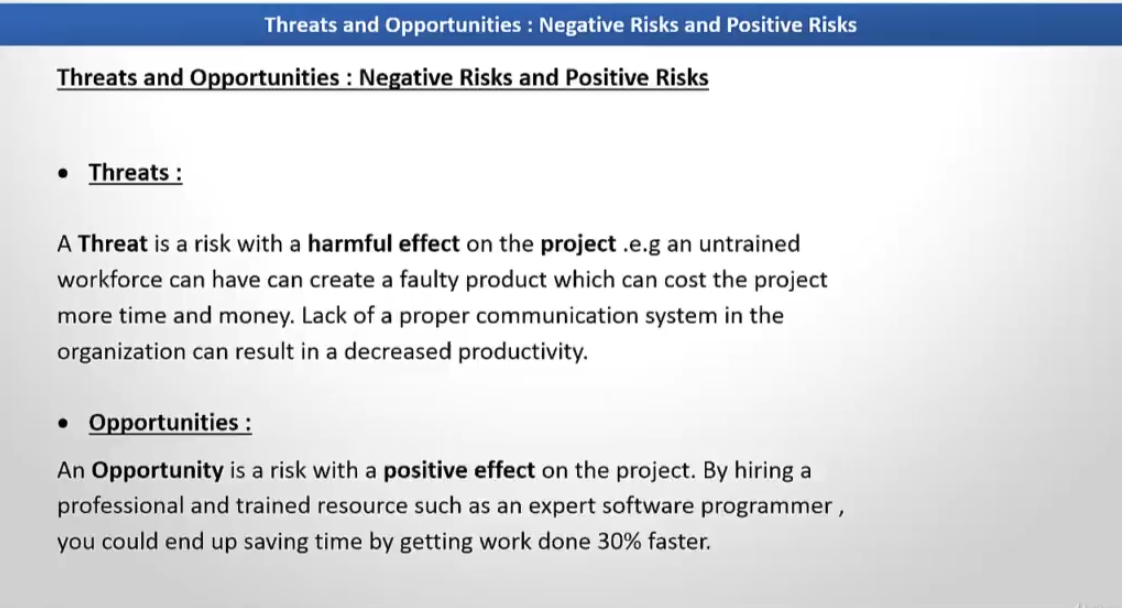 Threats and Opportunities : Negative Risks and Positive Risks
Threats and Opportunities : Negative Risks and Positive Risks
• Threats :
A Threat is a risk with a harmful effect on the project .e.g an untrained
workforce can have can create a faulty product which can cost the project
more time and money. Lack of a proper communication system in the
organization can result in a decreased productivity.
• Opportunities :
An Opportunity is a risk with a positive effect on the project. By hiring a
professional and trained resource such as an expert software programmer ,
you could end up saving time by getting work done 30% faster.